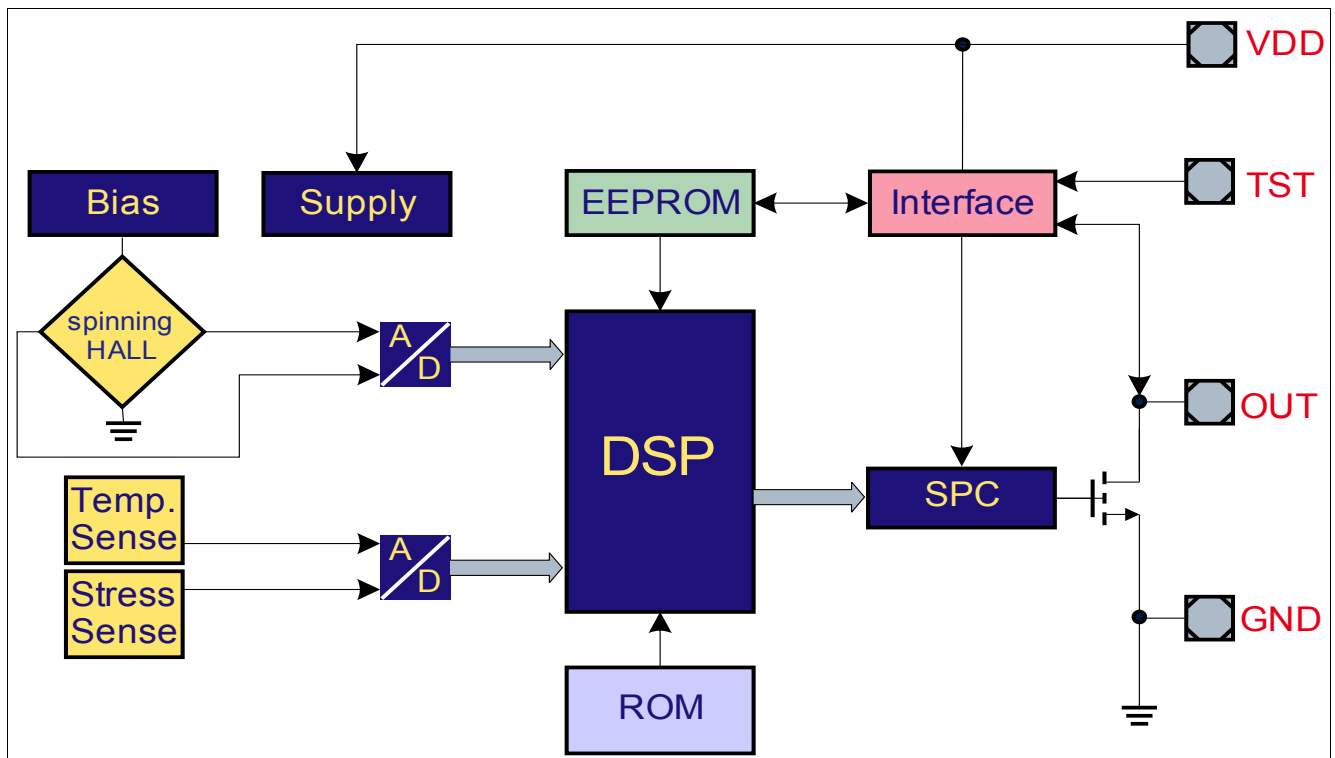 VDD
TST
Bias
Supply
EEPROM
Interface
spinning
HALL
A
D
OUT
DSP
Temp.
Sense
SPC
A
D
Stress
Sense
GND
ROM